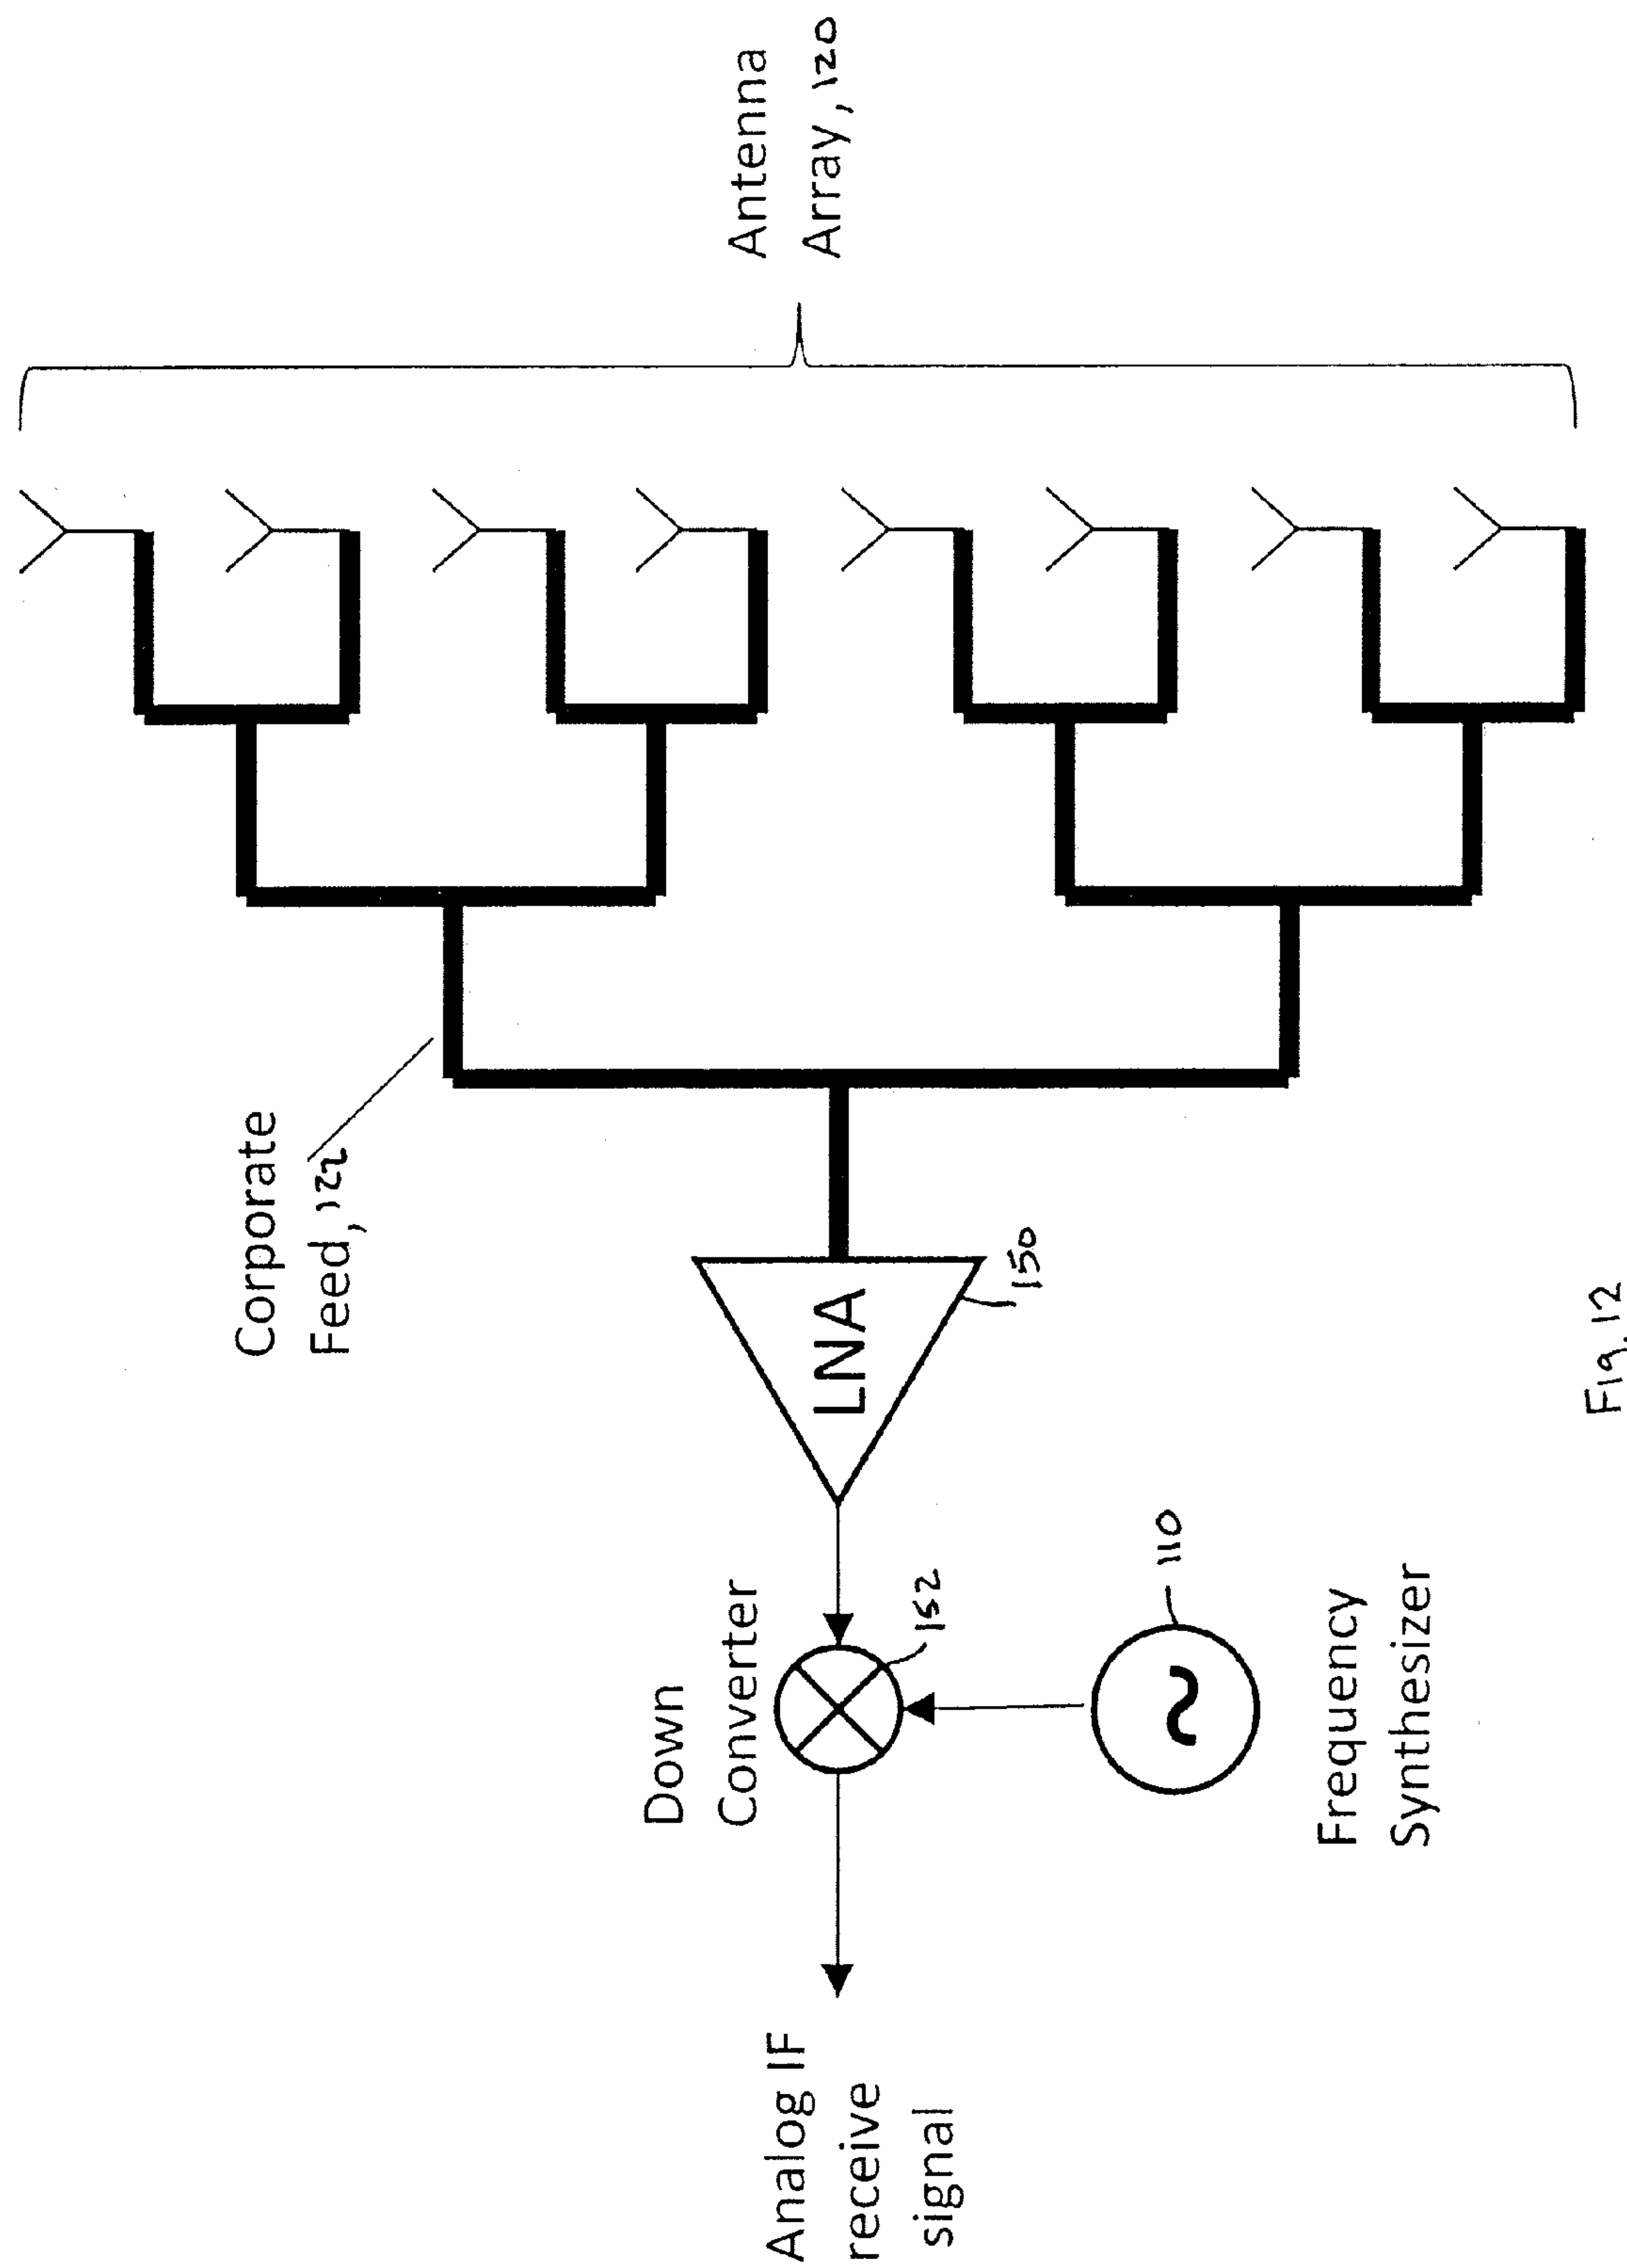 Antenna
Array, 120
Corporate
Feed, 122
LNA
150
Down
Converter
152
110
Frequency
Synthesizer
Analog IF
receive
signal
Fig. 12